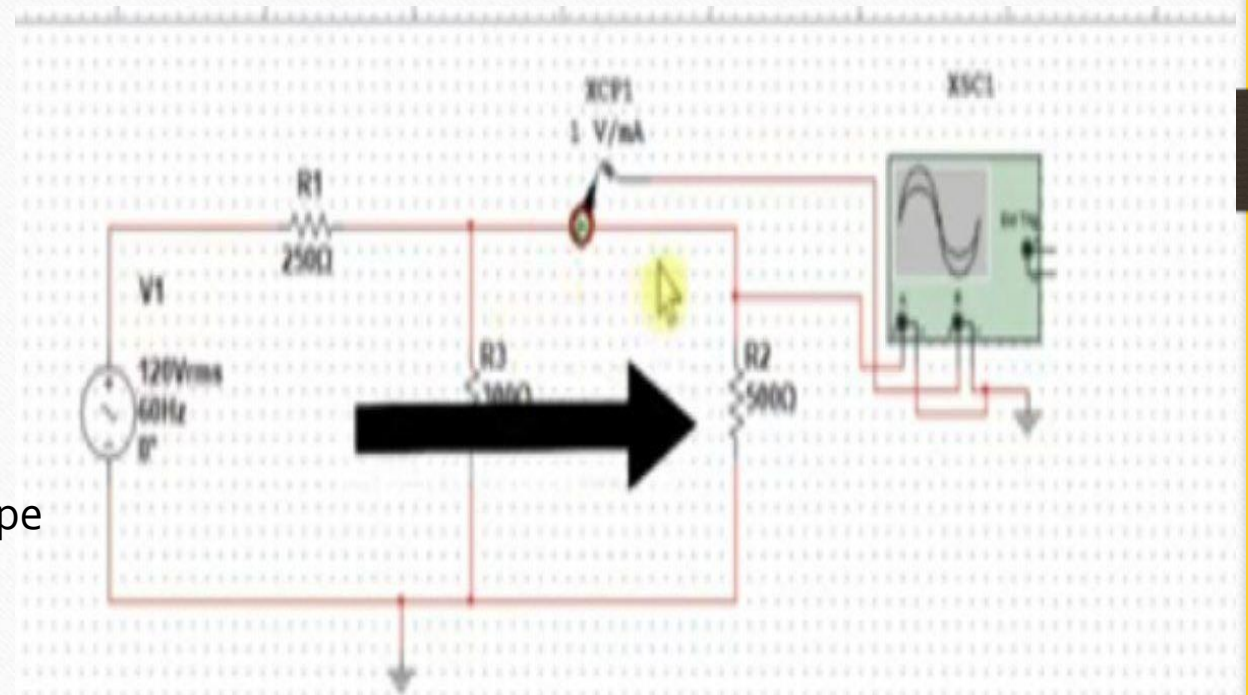 XCP1
1 V/mA
XSC1
R1
250Ω
V1
120Vrms
60Hz
0°
R3
R2
500Ω
pe